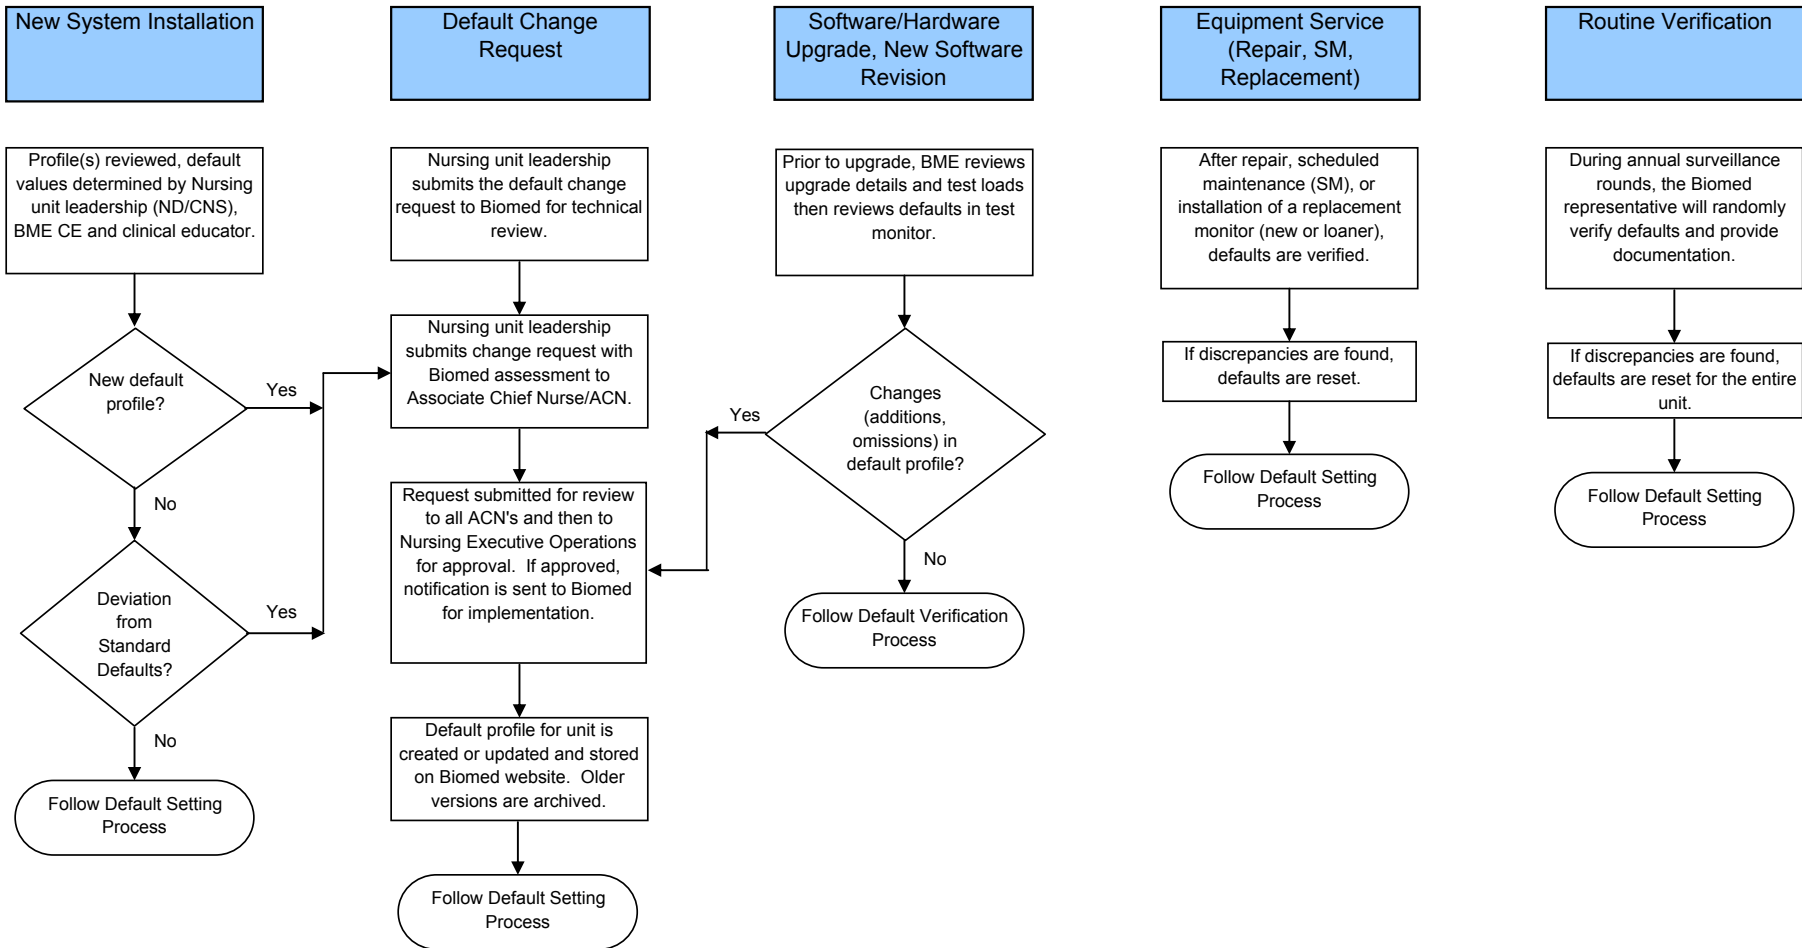 New System Installation
Default Change
Request
Software/Hardware
Upgrade, New Software
Revision
Equipment Service
(Repair, SM,
Replacement)
Routine Verification
Profile(s) reviewed, default
values determined by Nursing
unit leadership (ND/CNS),
BME CE and clinical educator.
New default
profile?
Yes
No
Deviation
from
Standard
Defaults?
Yes
No
Follow Default Setting
Process
Nursing unit leadership
submits the default change
request to Biomed for technical
review.
Nursing unit leadership
submits change request with
Biomed assessment to
Associate Chief Nurse/ACN.
Request submitted for review
to all ACN's and then to
Nursing Executive Operations
for approval.  If approved,
notification is sent to Biomed
for implementation.
Default profile for unit is
created or updated and stored
on Biomed website.  Older
versions are archived.
Follow Default Setting
Process
Prior to upgrade, BME reviews
upgrade details and test loads
then reviews defaults in test
monitor.
Changes
(additions,
omissions) in
default profile?
Yes
No
Follow Default Verification
Process
After repair, scheduled
maintenance (SM), or
installation of a replacement
monitor (new or loaner),
defaults are verified.
If discrepancies are found,
defaults are reset.
Follow Default Setting
Process
During annual surveillance
rounds, the Biomed
representative will randomly
verify defaults and provide
documentation.
If discrepancies are found,
defaults are reset for the entire
unit.
Follow Default Setting
Process